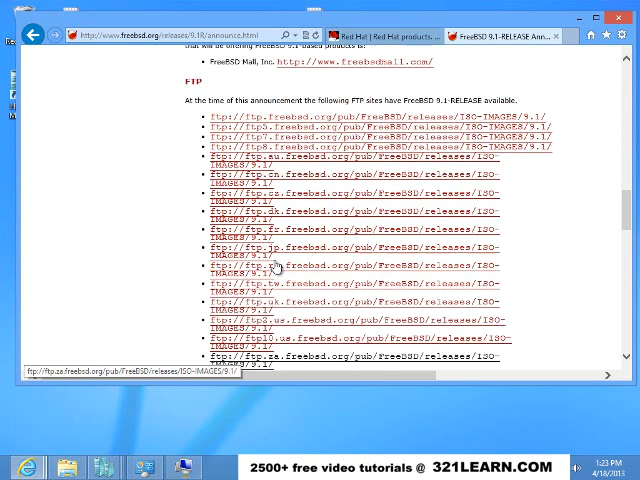 http://www.freebsd.org/releases/9.1R/announce.html
Red Hat | Red Hat products. ...
FreeBSD 9.1-RELEASE Ann...
that will be offering FreeBSD 9.1-based products is:
FreeBSD Mall, Inc. http://www.freebsdmall.com/
FTP
At the time of this announcement the following FTP sites have FreeBSD 9.1-RELEASE available.
ftp://ftp.freebsd.org/pub/FreeBSD/releases/ISO-IMAGES/9.1/
ftp://ftp5.freebsd.org/pub/FreeBSD/releases/ISO-IMAGES/9.1/
ftp://ftp7.freebsd.org/pub/FreeBSD/releases/ISO-IMAGES/9.1/
ftp://ftp8.freebsd.org/pub/FreeBSD/releases/ISO-IMAGES/9.1/
ftp://ftp.au.freebsd.org/pub/FreeBSD/releases/ISO-
IMAGES/9.1/
ftp://ftp.cn.freebsd.org/pub/FreeBSD/releases/ISO-
IMAGES/9.1/
ftp://ftp.cz.freebsd.org/pub/FreeBSD/releases/ISO-
IMAGES/9.1/
ftp://ftp.dk.freebsd.org/pub/FreeBSD/releases/ISO-
IMAGES/9.1/
ftp://ftp.fr.freebsd.org/pub/FreeBSD/releases/ISO-
IMAGES/9.1/
ftp://ftp.jp.freebsd.org/pub/FreeBSD/releases/ISO-
IMAGES/9.1/
.freebsd.org/pub/FreeBSD/releases/ISO-
IMAGES/9.1/
ftp://ftp.tw.freebsd.org/pub/FreeBSD/releases/ISO-
IMAGES/9.1/
ftp://ftp.uk.freebsd.org/pub/FreeBSD/releases/ISO-
IMAGES/9.1/
ftp://ftp2.us.freebsd.org/pub/FreeBSD/releases/ISO-
IMAGES/9.1/
ftp://ftp10.us.freebsd.org/pub/FreeBSD/releases/ISO-
IMAGES/9.1/
ftp://ftp.za.freebsd.org/pub/FreeBSD/releases/ISO-
IMAGES/9.1/
ftp://ftp.za.freebsd.org/pub/FreeBSD/releases/ISO-IMAGES/9.1/
2500+ free video tutorials @ 321LEARN.COM
1:23 PM
4/18/2013